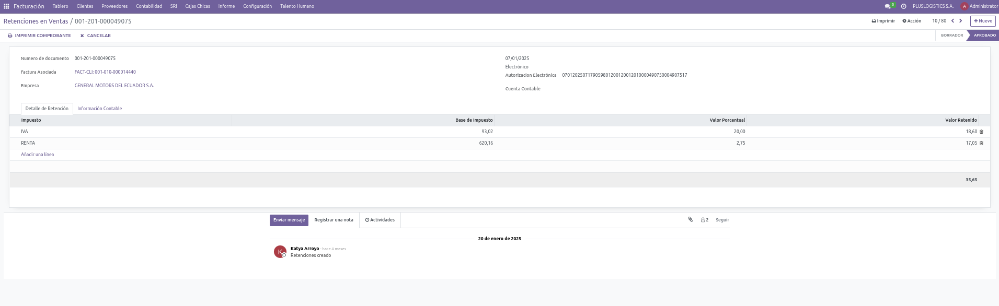 Facturación Tablero Clientes Proveedores Contabilidad SRI Cajas Chicas Informe Configuración Talento Humano 5 PLUSLOGISTICS S.A. A Administrator
Retenciones en Ventas / 001-201-000049075 Imprimir Acción 10 / 80 + Nuevo
IMPRIMIR COMPROBANTE CANCELAR BORRADOR APROBADO
Numero de documento 001-201-000049075 07/01/2025
Electrónico
Factura Asociada FACT-CLI: 001-010-000014440
Autorizacion Electrónica 0701202507179059801200120012010000490750004907517
Empresa GENERAL MOTORS DEL ECUADOR S.A.
Cuenta Contable
Detalle de Retención Información Contable
Impuesto Base de Impuesto Valor Porcentual Valor Retenido
IVA 93,02 20,00 18,60
RENTA 620,16 2,75 17,05
Añadir una línea
35,65
Enviar mensaje Registrar una nota Actividades 2 Seguir
20 de enero de 2025
K Katya Arroyo - hace 4 meses
Retenciones creado